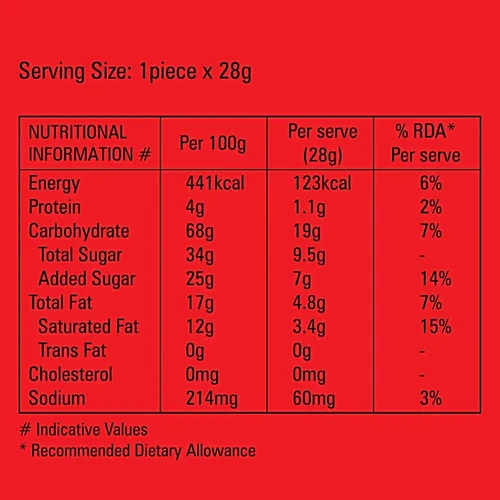 Serving Size: 1piece x 28g
NUTRITIONAL INFORMATION # Per 100g Per serve (28g) % RDA* Per serve
Energy 441kcal 123kcal 6%
Protein 4g 1.1g 2%
Carbohydrate 68g 19g 7%
Total Sugar 34g 9.5g -
Added Sugar 25g 7g 14%
Total Fat 17g 4.8g 7%
Saturated Fat 12g 3.4g 15%
Trans Fat 0g 0g -
Cholesterol 0mg 0mg -
Sodium 214mg 60mg 3%
# Indicative Values
* Recommended Dietary Allowance